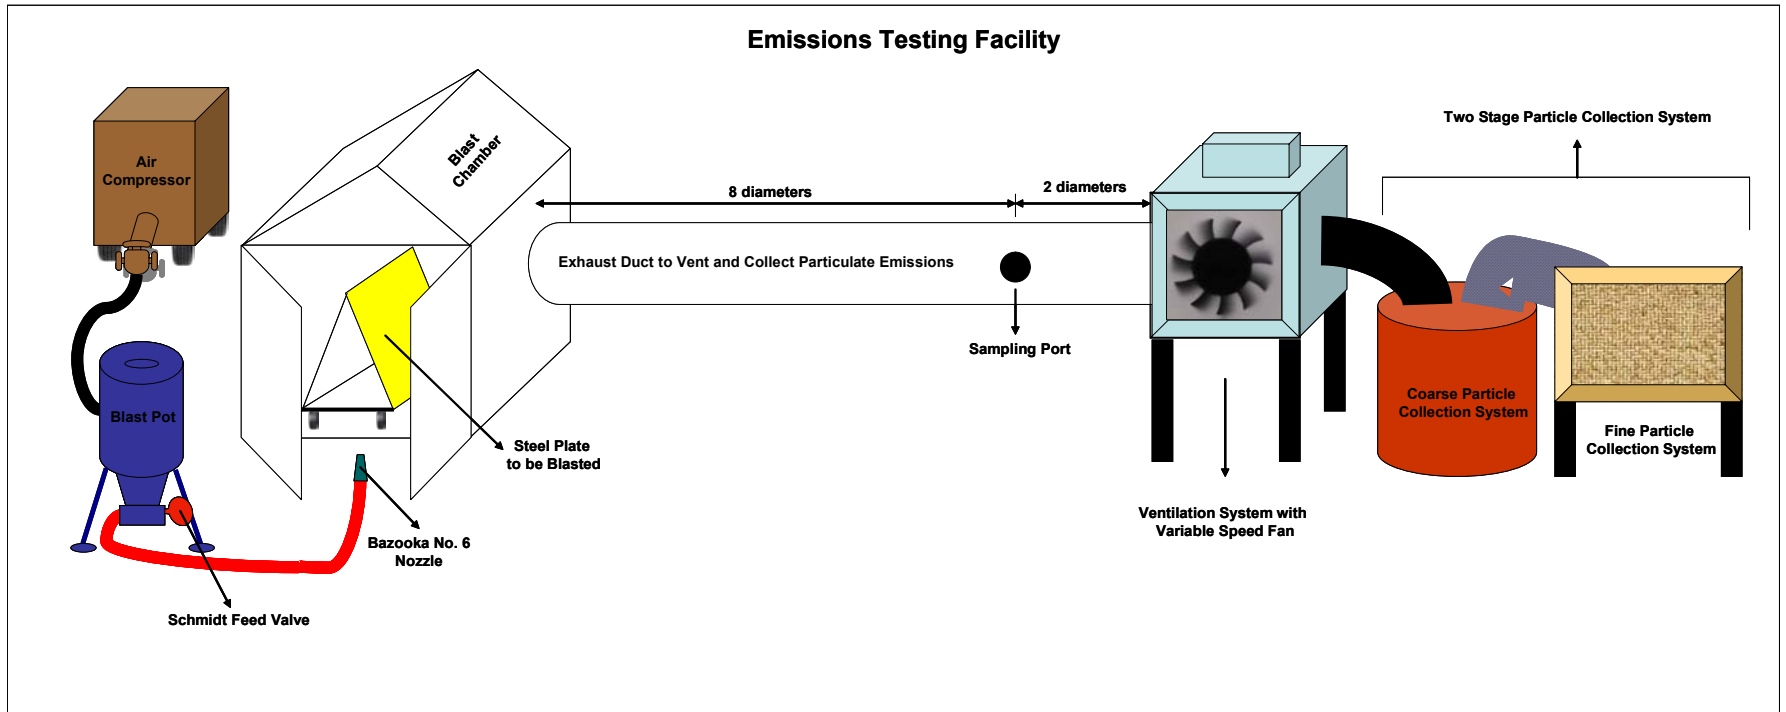 Emissions Testing Facility
Two Stage Particle Collection System
Air
Compressor
Blast
Chamber
8 diameters
2 diameters
Exhaust Duct to Vent and Collect Particulate Emissions
Sampling Port
Blast Pot
Coarse Particle
Collection System
Fine Particle
Collection System
Steel Plate
to be Blasted
Ventilation System with
Variable Speed Fan
Bazooka No. 6
Nozzle
Schmidt Feed Valve